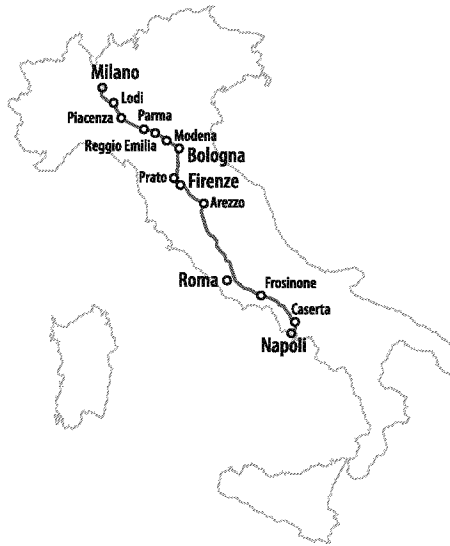 Milano
Lodi
Piacenza
Parma
Reggio Emilia
Modena
Bologna
Prato
Firenze
Arezzo
Roma
Frosinone
Caserta
Napoli